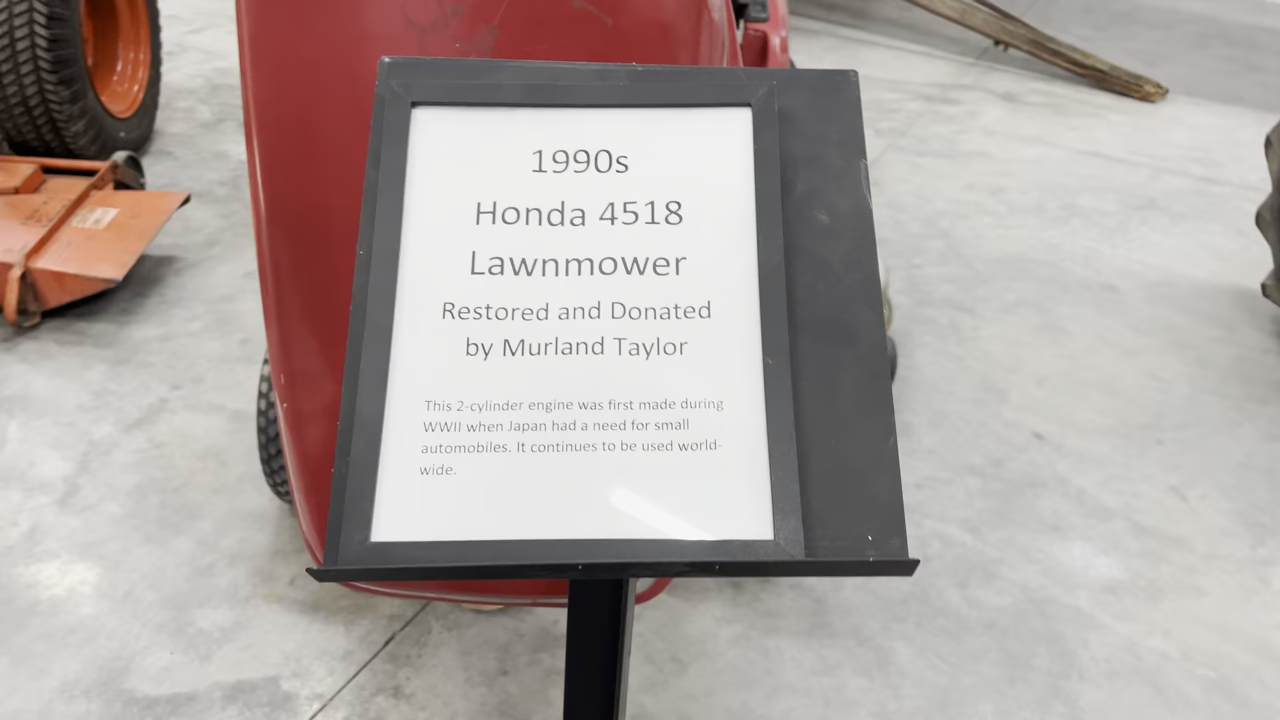 1990s
Honda 4518
Lawnmower
Restored and Donated
by Murland Taylor
This 2-cylinder engine was first made during
WWII when Japan had a need for small
automobiles. It continues to be used world-
wide.